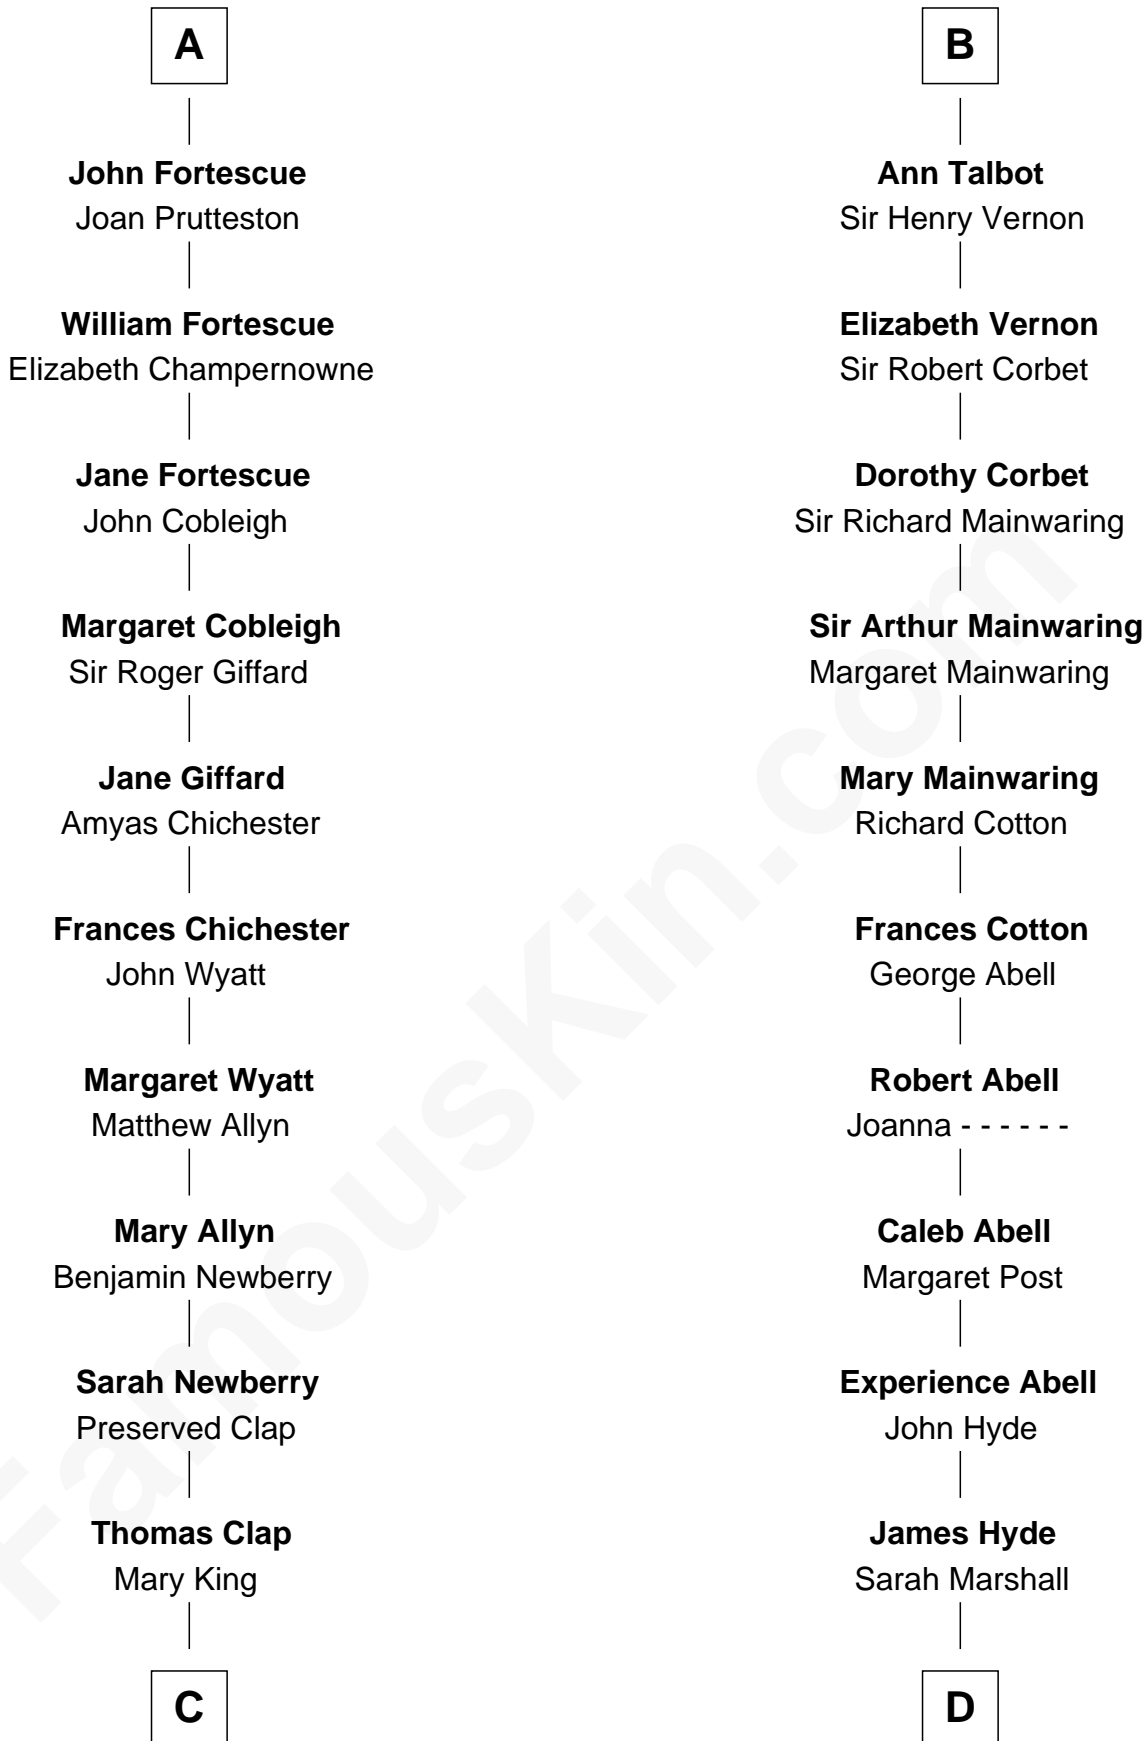 A
John Fortescue
Joan Prutteston
William Fortescue
Elizabeth Champernowne
Jane Fortescue
John Cobleigh
Margaret Cobleigh
Sir Roger Giffard
Jane Giffard
Amyas Chichester
Frances Chichester
John Wyatt
Margaret Wyatt
Matthew Allyn
Mary Allyn
Benjamin Newberry
Sarah Newberry
Preserved Clap
Thomas Clap
Mary King
C
B
Ann Talbot
Sir Henry Vernon
Elizabeth Vernon
Sir Robert Corbet
Dorothy Corbet
Sir Richard Mainwaring
Sir Arthur Mainwaring
Margaret Mainwaring
Mary Mainwaring
Richard Cotton
Frances Cotton
George Abell
Robert Abell
Joanna - - - - - -
Caleb Abell
Margaret Post
Experience Abell
John Hyde
James Hyde
Sarah Marshall
D
FamousKin.com